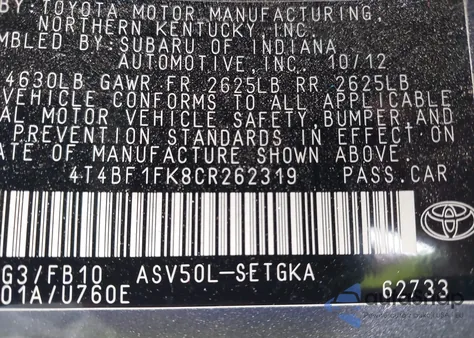 BY: TOYOTA MOTOR MANUFACTURING,
NORTHERN KENTUCKY, INC.
MBLED BY: SUBARU OF INDIANA
AUTOMOTIVE, INC. 10/12
4630LB GAWR FR 2625LB RR 2625LB
VEHICLE CONFORMS TO ALL APPLICABLE
AL MOTOR VEHICLE SAFETY, BUMPER AND
PREVENTION STANDARDS IN EFFECT ON
ATE OF MANUFACTURE SHOWN ABOVE.
4T4BF1FK8CR262319 PASS.CAR
TOYOTA
G3/FB10 ASV50L-SETGKA
01A/U760E 62733